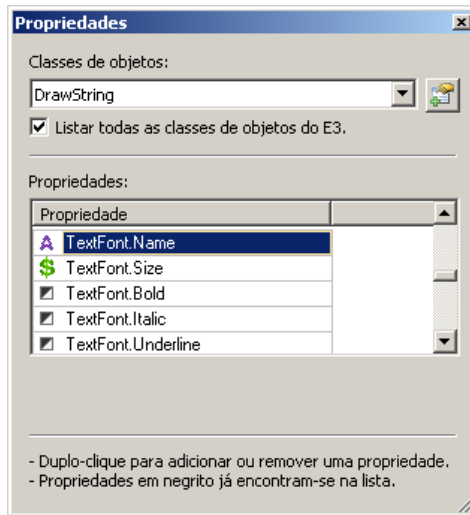 Propriedades
Classes de objetos:
DrawString
Listar todas as classes de objetos do E3.
Propriedades:
Propriedade
TextFont.Name
TextFont.Size
TextFont.Bold
TextFont.Italic
TextFont.Underline
- Duplo-clique para adicionar ou remover uma propriedade.
- Propriedades em negrito já encontram-se na lista.